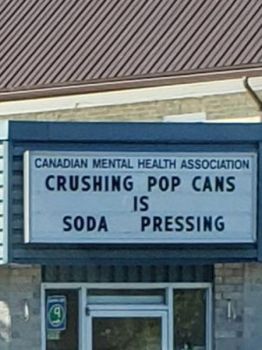 CANADIAN MENTAL HEALTH ASSOCIATION
CRUSHING POP CANS
IS
SODA PRESSING
P